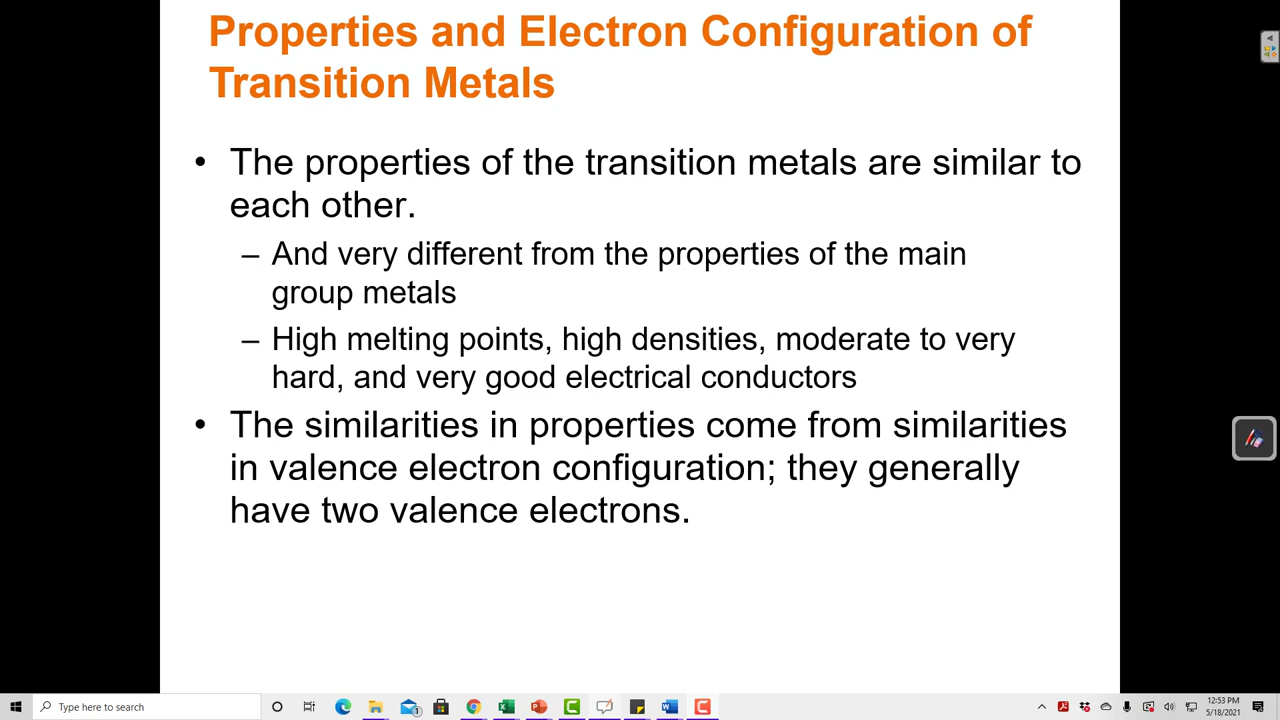 Properties and Electron Configuration of
Transition Metals
• The properties of the transition metals are similar to
each other.
– And very different from the properties of the main
group metals
– High melting points, high densities, moderate to very
hard, and very good electrical conductors
• The similarities in properties come from similarities
in valence electron configuration; they generally
have two valence electrons.
Type here to search
12:53 PM
5/18/2021